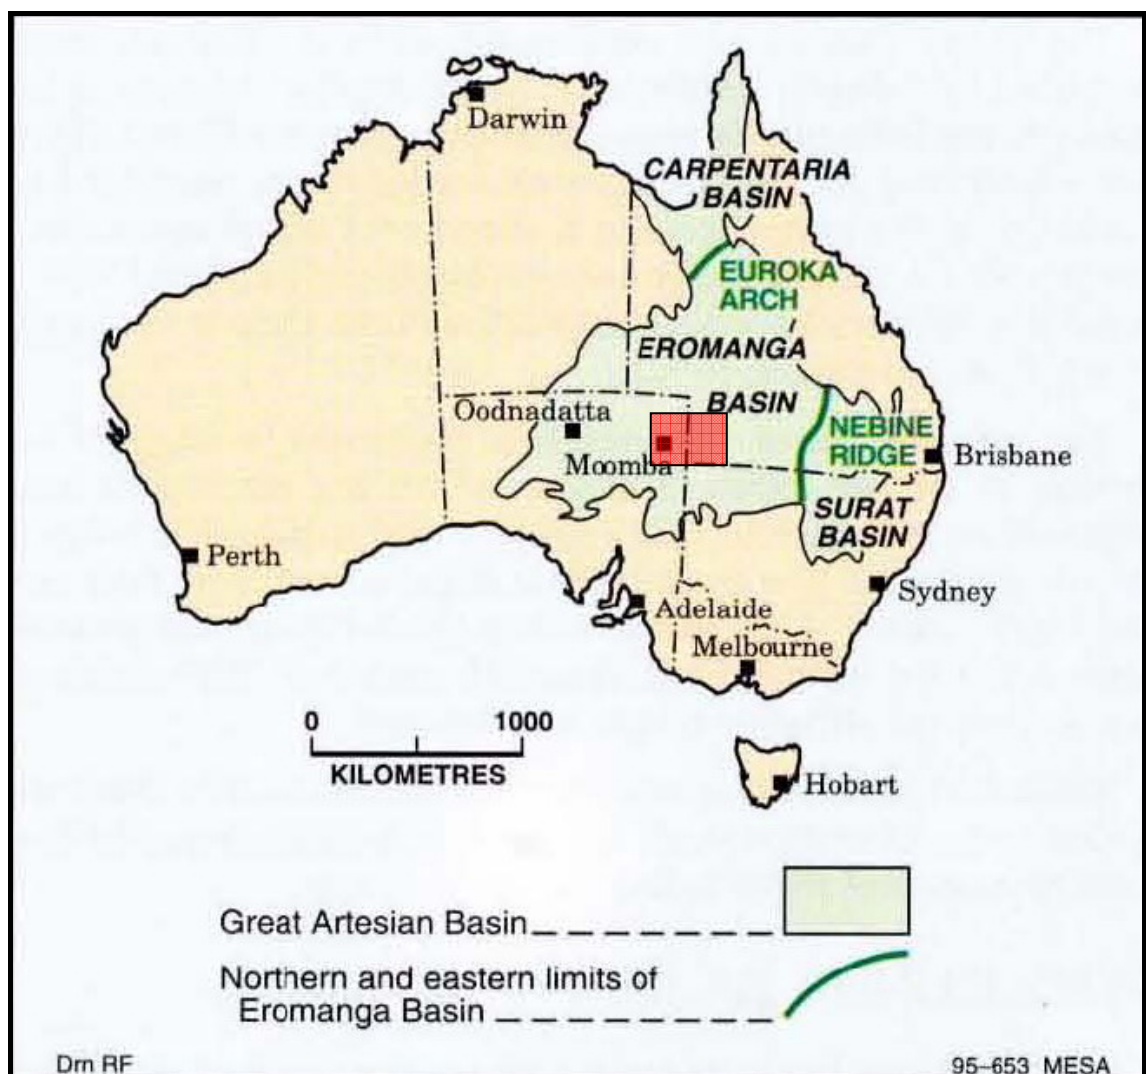 Darwin
CARPENTARIA
BASIN
EUROKA
ARCH
EROMANGA
BASIN
Oodnadatta
NEBINE
RIDGE
Moomba
Brisbane
SURAT
BASIN
Perth
Sydney
Adelaide
Melbourne
0 1000
KILOMETRES
Hobart
Great Artesian Basin
Northern and eastern limits of
Eromanga Basin
Drn RF
95–653 MESA